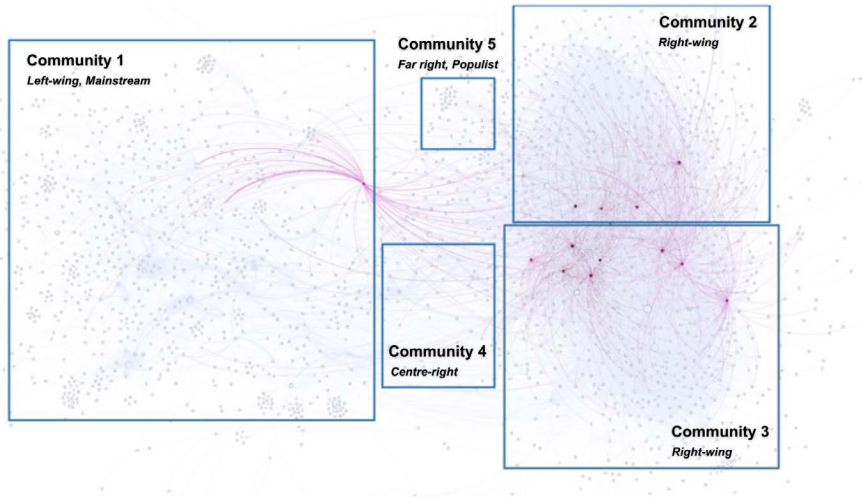 Community 1
Left-wing, Mainstream
Community 5
Far right, Populist
Community 2
Right-wing
Community 4
Centre-right
Community 3
Right-wing